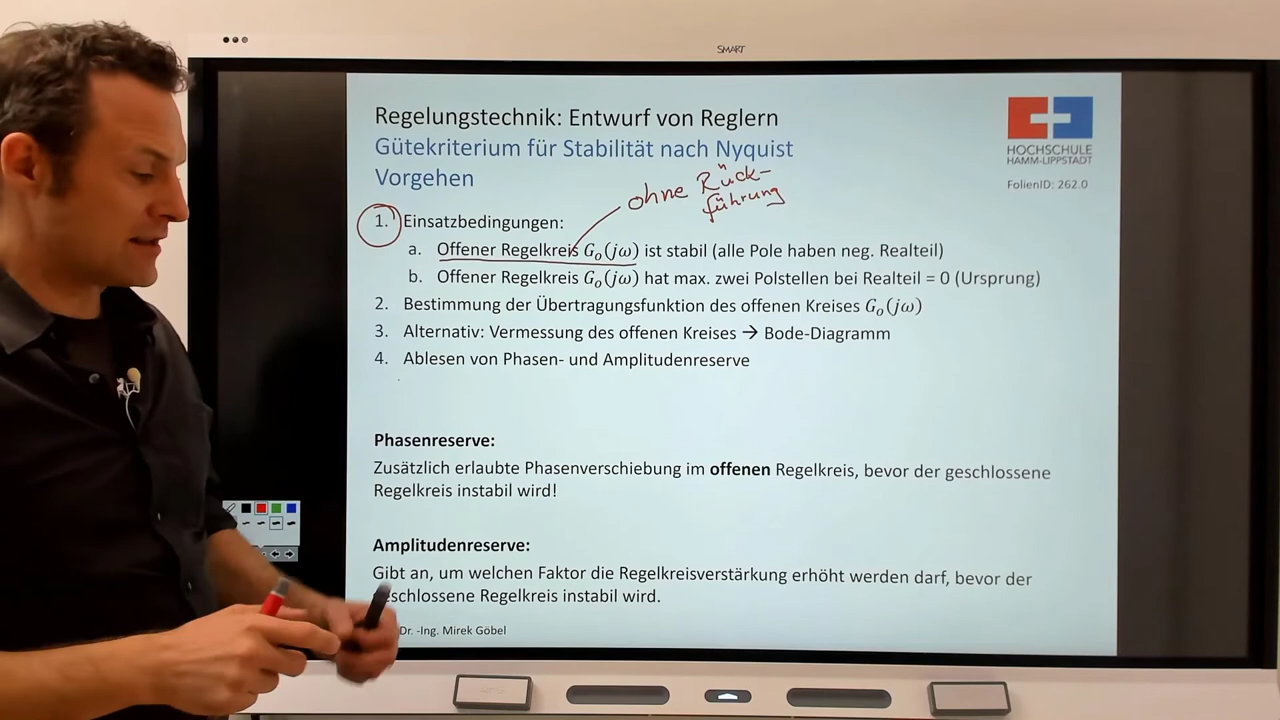 SMART
Regelungstechnik: Entwurf von Reglern
Gütekriterium für Stabilität nach Nyquist
Vorgehen
HOCHSCHULE
HAMM-LIPPSTADT
FolienID: 262.0
ohne Rück-
führung
1. Einsatzbedingungen:
a. Offener Regelkreis G₀(jω) ist stabil (alle Pole haben neg. Realteil)
b. Offener Regelkreis G₀(jω) hat max. zwei Polstellen bei Realteil = 0 (Ursprung)
2. Bestimmung der Übertragungsfunktion des offenen Kreises G₀(jω)
3. Alternativ: Vermessung des offenen Kreises → Bode-Diagramm
4. Ablesen von Phasen- und Amplitudenreserve
Phasenreserve:
Zusätzlich erlaubte Phasenverschiebung im offenen Regelkreis, bevor der geschlossene
Regelkreis instabil wird!
Amplitudenreserve:
Gibt an, um welchen Faktor die Regelkreisverstärkung erhöht werden darf, bevor der
schlossene Regelkreis instabil wird.
Dr. -Ing. Mirek Göbel